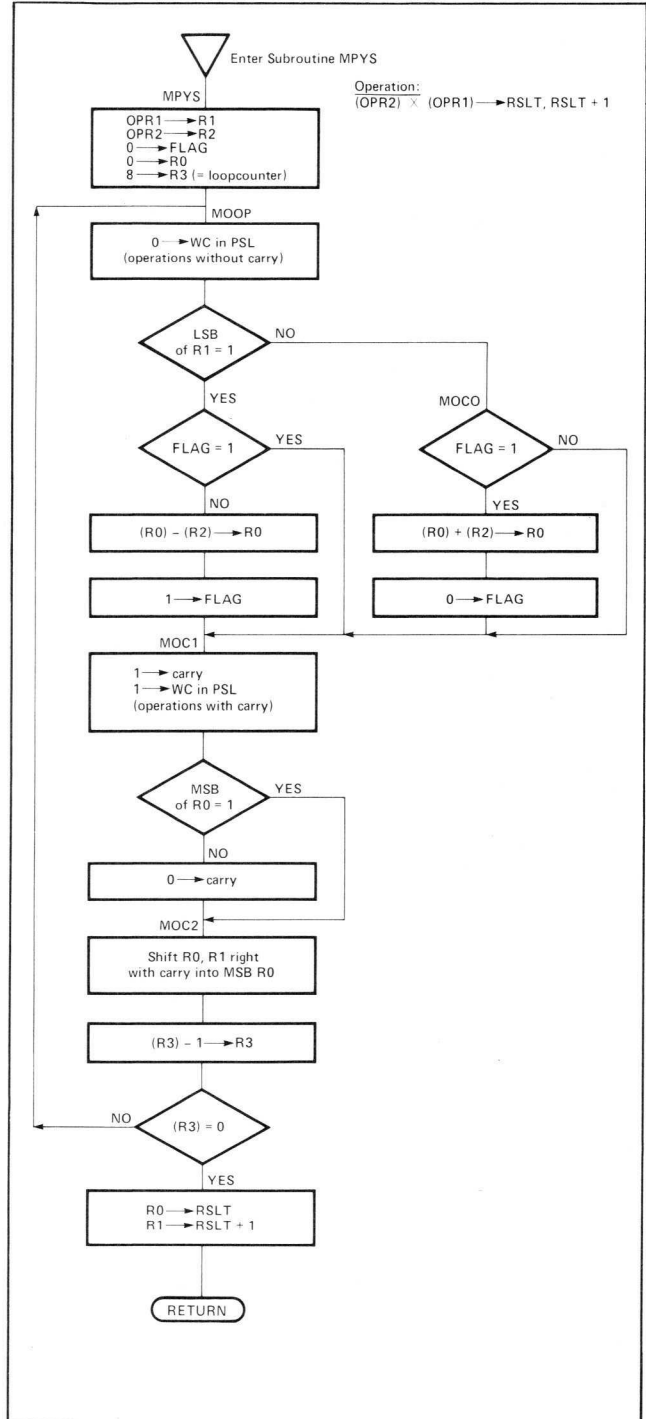 Enter Subroutine MPYS
Operation:
(OPR2) × (OPR1) → RSLT, RSLT + 1
MPYS
OPR1 → R1
OPR2 → R2
0 → FLAG
0 → R0
8 → R3 (= loopcounter)
MOOP
0 → WC in PSL
(operations without carry)
LSB
of R1 = 1
NO
YES
MOCO
FLAG = 1
YES
FLAG = 1
NO
NO
YES
(R0) – (R2) → R0
(R0) + (R2) → R0
1 → FLAG
0 → FLAG
MOC1
1 → carry
1 → WC in PSL
(operations with carry)
MSB
of R0 = 1
YES
NO
0 → carry
MOC2
Shift R0, R1 right
with carry into MSB R0
(R3) – 1 → R3
NO
(R3) = 0
YES
R0 → RSLT
R1 → RSLT + 1
RETURN